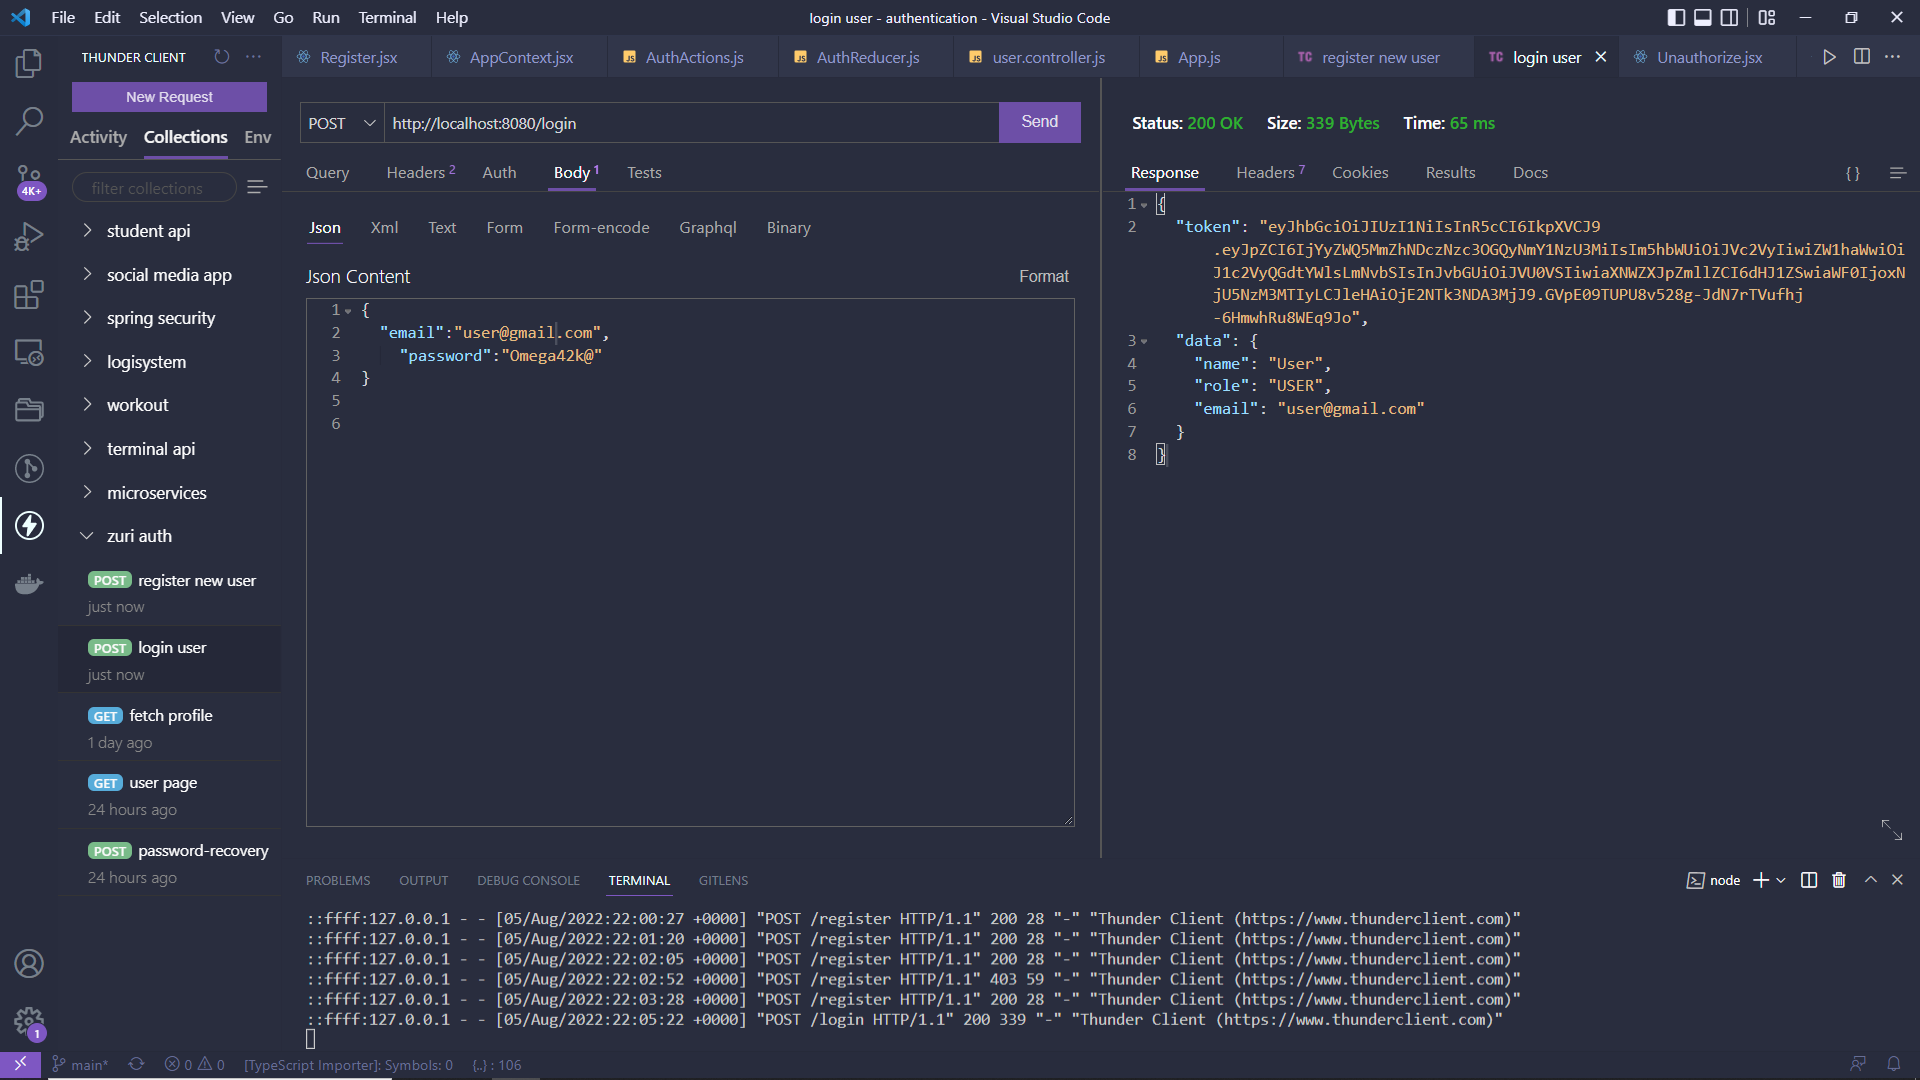 File Edit Selection View Go Run Terminal Help
login user - authentication - Visual Studio Code
THUNDER CLIENT
Register.jsx
AppContext.jsx
JS AuthActions.js
JS AuthReducer.js
JS user.controller.js
JS App.js
TC register new user
TC login user
Unauthorize.jsx
New Request
Activity Collections Env
filter collections
4K+
student api
social media app
spring security
logisystem
workout
terminal api
microservices
zuri auth
POST register new user
just now
POST login user
just now
GET fetch profile
1 day ago
GET user page
24 hours ago
POST password-recovery
24 hours ago
1
POST http://localhost:8080/login Send
Query Headers 2 Auth Body 1 Tests
Json Xml Text Form Form-encode Graphql Binary
Json Content Format
1 {
2 "email":"user@gmail.com",
3 "password":"Omega42k@"
4 }
5
6
Status: 200 OK Size: 339 Bytes Time: 65 ms
Response Headers 7 Cookies Results Docs {}
1 {
2 "token": "eyJhbGciOiJIUzI1NiIsInR5cCI6IkpXVCJ9
.eyJpZCI6IjYyZWQ5MmZhNDczNzc3OGQyNmY1NzU3MiIsIm5hbWUiOiJVc2VyIiwiZW1haWwiOi
J1c2VyQGdtYWlsLmNvbSIsInJvbGUiOiJVU0VSIiwiaXNWZXJpZmllZCI6dHJ1ZSwiaWF0IjoxN
jU5NzM3MTIyLCJleHAiOjE2NTk3NDA3MjJ9.GVpE09TUPU8v528g-JdN7rTVufhj
-6HmwhRu8WEq9Jo",
3 "data": {
4 "name": "User",
5 "role": "USER",
6 "email": "user@gmail.com"
7 }
8 }
PROBLEMS OUTPUT DEBUG CONSOLE TERMINAL GITLENS
node
::ffff:127.0.0.1 - - [05/Aug/2022:22:00:27 +0000] "POST /register HTTP/1.1" 200 28 "-" "Thunder Client (https://www.thunderclient.com)"
::ffff:127.0.0.1 - - [05/Aug/2022:22:01:20 +0000] "POST /register HTTP/1.1" 200 28 "-" "Thunder Client (https://www.thunderclient.com)"
::ffff:127.0.0.1 - - [05/Aug/2022:22:02:05 +0000] "POST /register HTTP/1.1" 200 28 "-" "Thunder Client (https://www.thunderclient.com)"
::ffff:127.0.0.1 - - [05/Aug/2022:22:02:52 +0000] "POST /register HTTP/1.1" 403 59 "-" "Thunder Client (https://www.thunderclient.com)"
::ffff:127.0.0.1 - - [05/Aug/2022:22:03:28 +0000] "POST /register HTTP/1.1" 200 28 "-" "Thunder Client (https://www.thunderclient.com)"
::ffff:127.0.0.1 - - [05/Aug/2022:22:05:22 +0000] "POST /login HTTP/1.1" 200 339 "-" "Thunder Client (https://www.thunderclient.com)"
main* 0 0 [TypeScript Importer]: Symbols: 0 {..} : 106